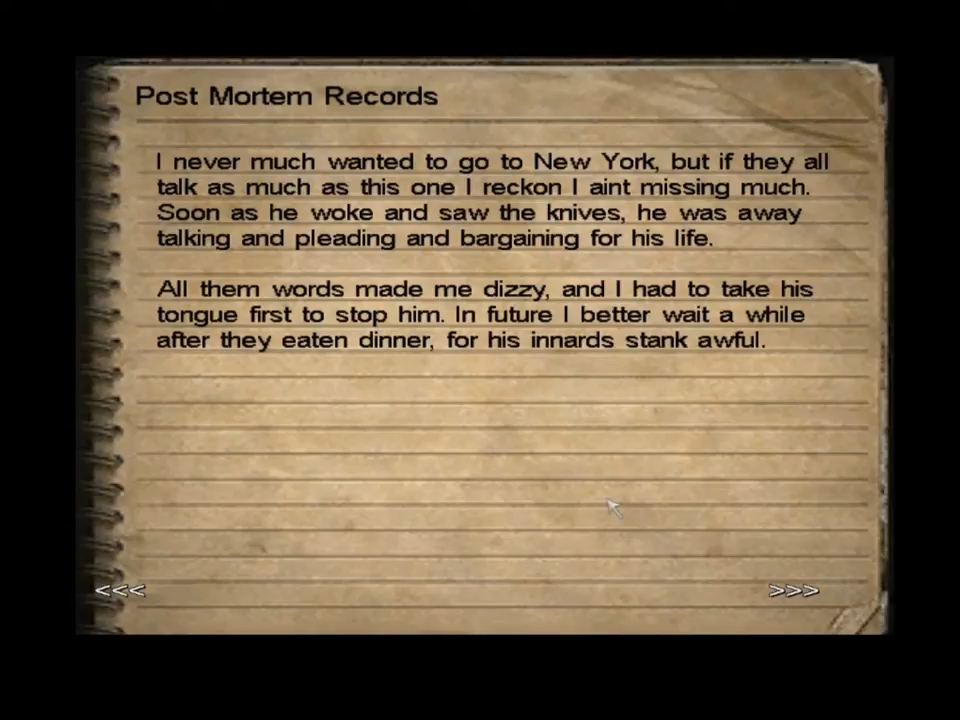 Post Mortem Records
I never much wanted to go to New York, but if they all
talk as much as this one I reckon I aint missing much.
Soon as he woke and saw the knives, he was away
talking and pleading and bargaining for his life.
All them words made me dizzy, and I had to take his
tongue first to stop him. In future I better wait a while
after they eaten dinner, for his innards stank awful.
<<< >>>